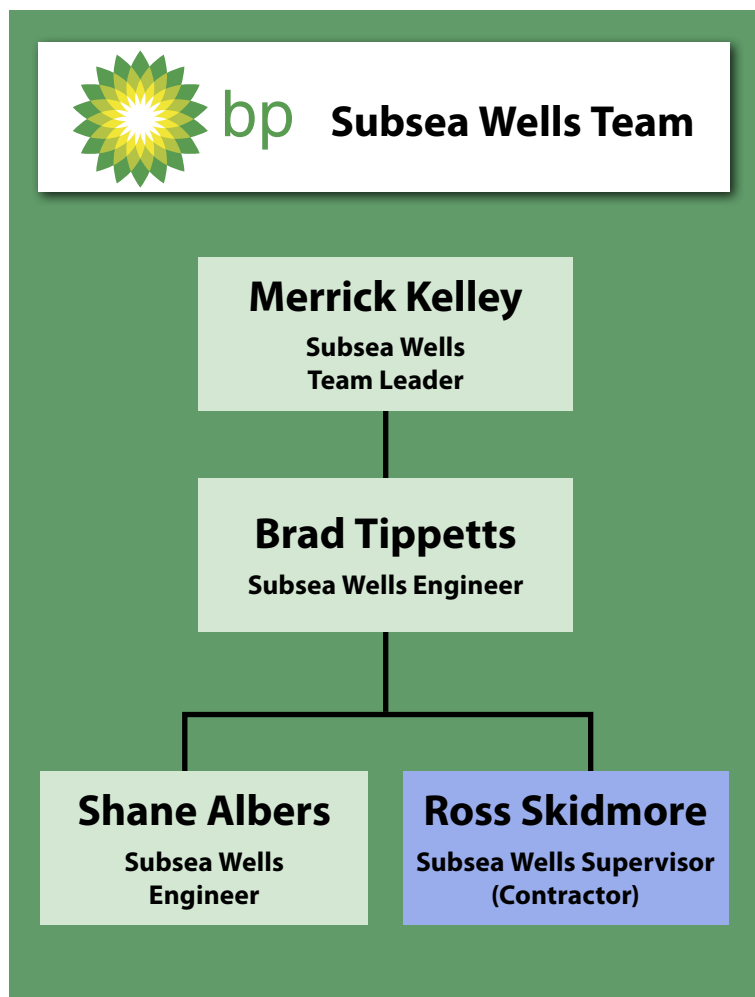 bp Subsea Wells Team
Merrick Kelley
Subsea Wells
Team Leader
Brad Tippetts
Subsea Wells Engineer
Shane Albers
Subsea Wells
Engineer
Ross Skidmore
Subsea Wells Supervisor
(Contractor)